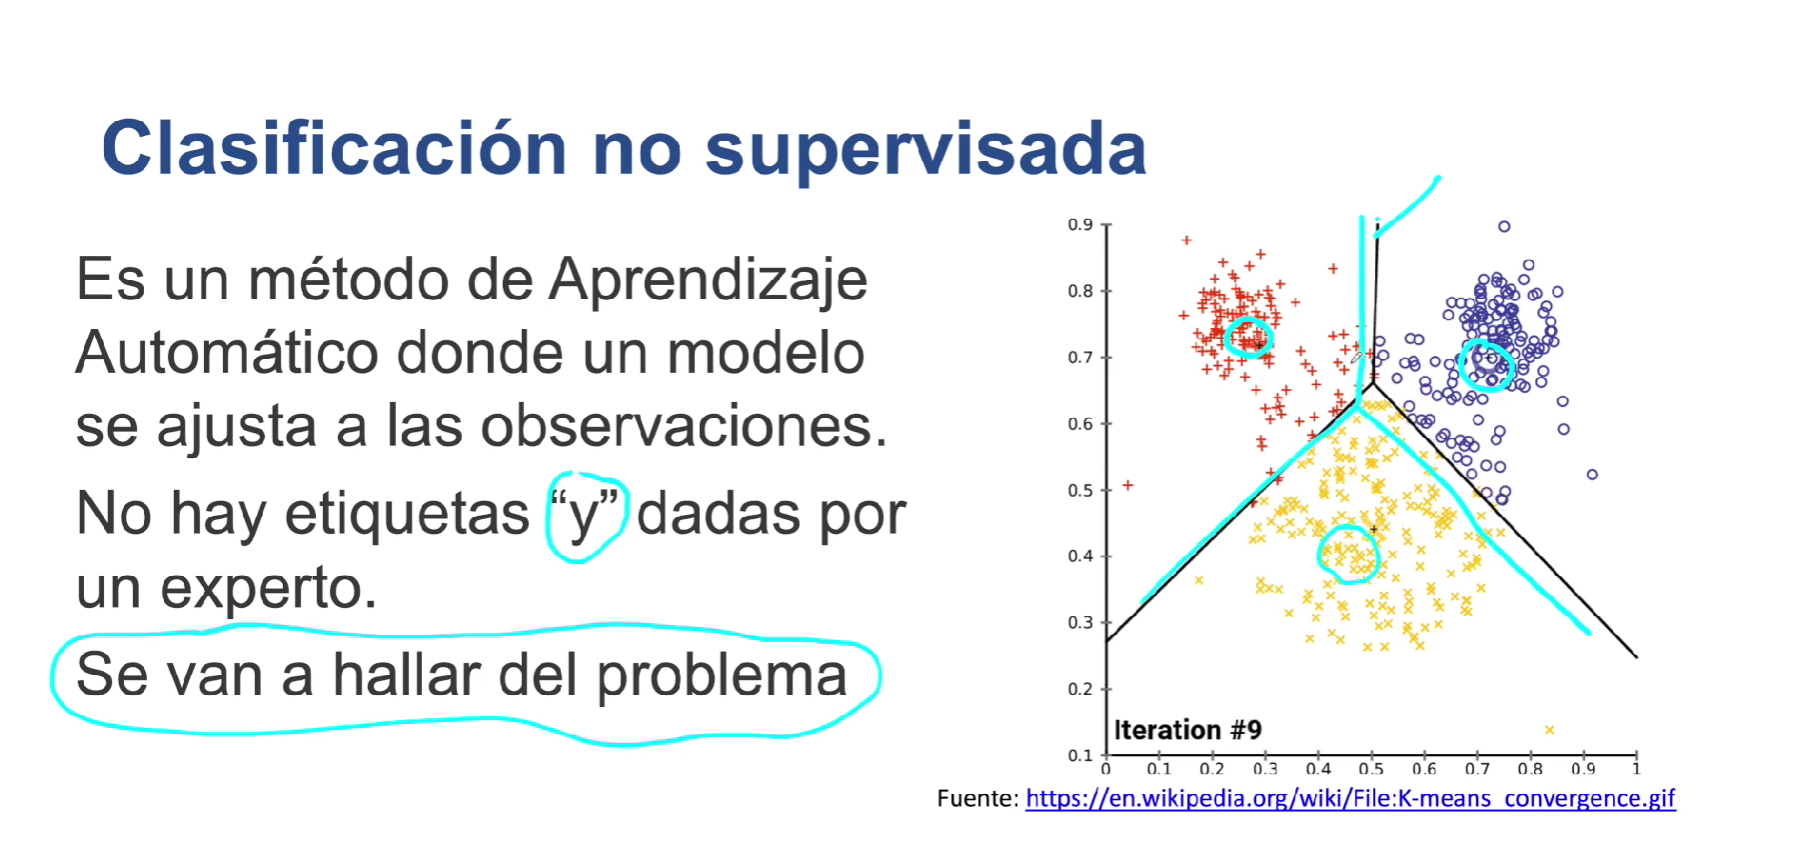 Clasificación no supervisada
Es un método de Aprendizaje
Automático donde un modelo
se ajusta a las observaciones.
No hay etiquetas “y” dadas por
un experto.
Se van a hallar del problema
0.9
0.8
0.7
0.6
0.5
0.4
0.3
0.2
0.1
Iteration #9
0 0.1 0.2 0.3 0.4 0.5 0.6 0.7 0.8 0.9 1
Fuente: https://en.wikipedia.org/wiki/File:K-means_convergence.gif